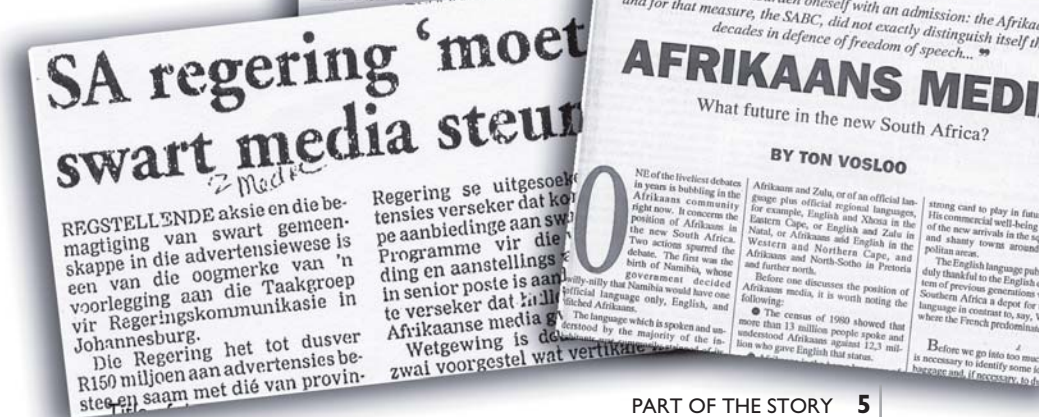 SA regering ‘moet
swart media steun
REGSTELLENDE aksie en die be-
magtiging van swart gemeen-
skappe in die advertensiewese is
een van die oogmerke van 'n
voorlegging aan die Taakgroep
vir Regeringskommunikasie in
Johannesburg.
Die Regering het tot dusver
R150 miljoen aan advertensies be-
steen saam met dié van provin-
Regering se uitgesoek
tensies verseker dat
pe aanbiedinge aan
Programme vir die
ding en aanstellings
in senior poste is
te verseker dat
Afrikaanse media
Wetgewing is
zwai voorgestel wat
oneself with an admission: the
and for that measure, the SABC, did not exactly distinguish itself
decades in defence of freedom of speech... ”
AFRIKAANS MEDI
What future in the new South Africa?
BY TON VOSLOO
ONE of the liveliest debates
in years is bubbling in the
Afrikaans community
right now. It concerns the
position of Afrikaans in
the new South Africa.
Two actions spurred the
debate. The first was the
birth of Namibia, whose
government decided
willy-nilly that Namibia would have one
official language only, English, and
ditched Afrikaans.
The language which is spoken and un-
derstood by the majority of the in-
Afrikaans and Zulu, or of an official lan-
guage plus official regional languages,
for example, English and Xhosa in the
Eastern Cape, or English and Zulu in
Natal, or Afrikaans and English in the
Western and Northern Cape, and
Afrikaans and North-Sotho in Pretoria
and further north.
Before one discusses the position of
Afrikaans media, it is worth noting the
following:
● The census of 1980 showed that
more than 13 million people spoke and
understood Afrikaans against 12,3 mil-
lion who gave English that status.
strong card to play in
His commercial well-being
of the new arrivals in the
and shanty towns around
politan areas.
The English language
duly thankful to the English
tem of previous generations
Southern Africa a depot for
language in contrast to, say,
where the French
Before we go into too
is necessary to identify some
baggage and, if necessary, to
PART OF THE STORY 5